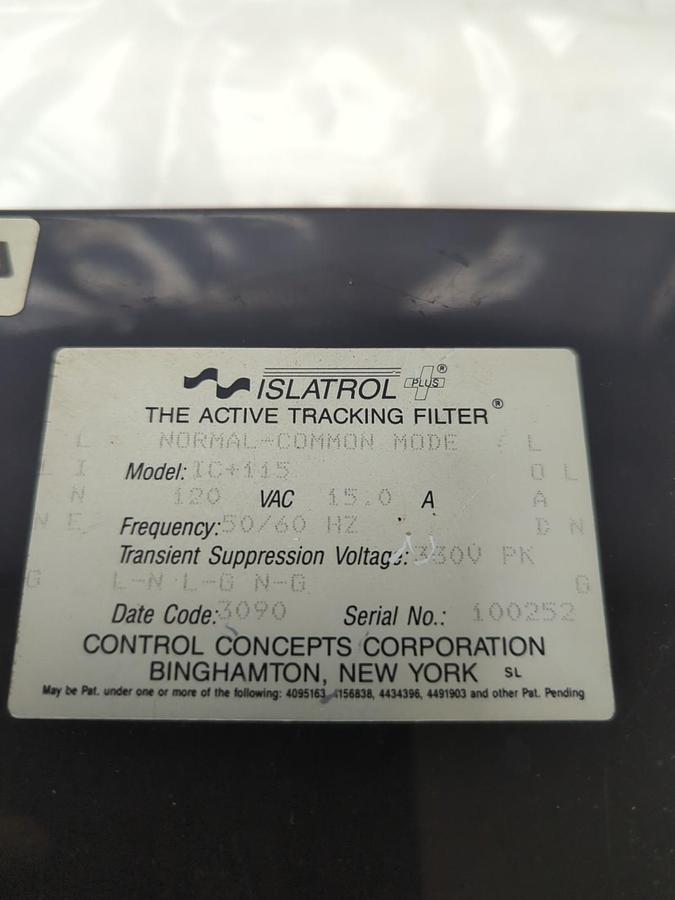 ISLATROL PLUS®
THE ACTIVE TRACKING FILTER®
L NORMAL-COMMON MODE L
L I Model: IC+115 O L
N 120 VAC 15.0 A A
N E Frequency: 50/60 HZ D N
Transient Suppression Voltage: 330V PK
G L-N L-G N-G G
Date Code: 3090 Serial No.: 100252
CONTROL CONCEPTS CORPORATION
BINGHAMTON, NEW YORK SL
May be Pat. under one or more of the following: 4095163, 4156838, 4434396, 4491903 and other Pat. Pending